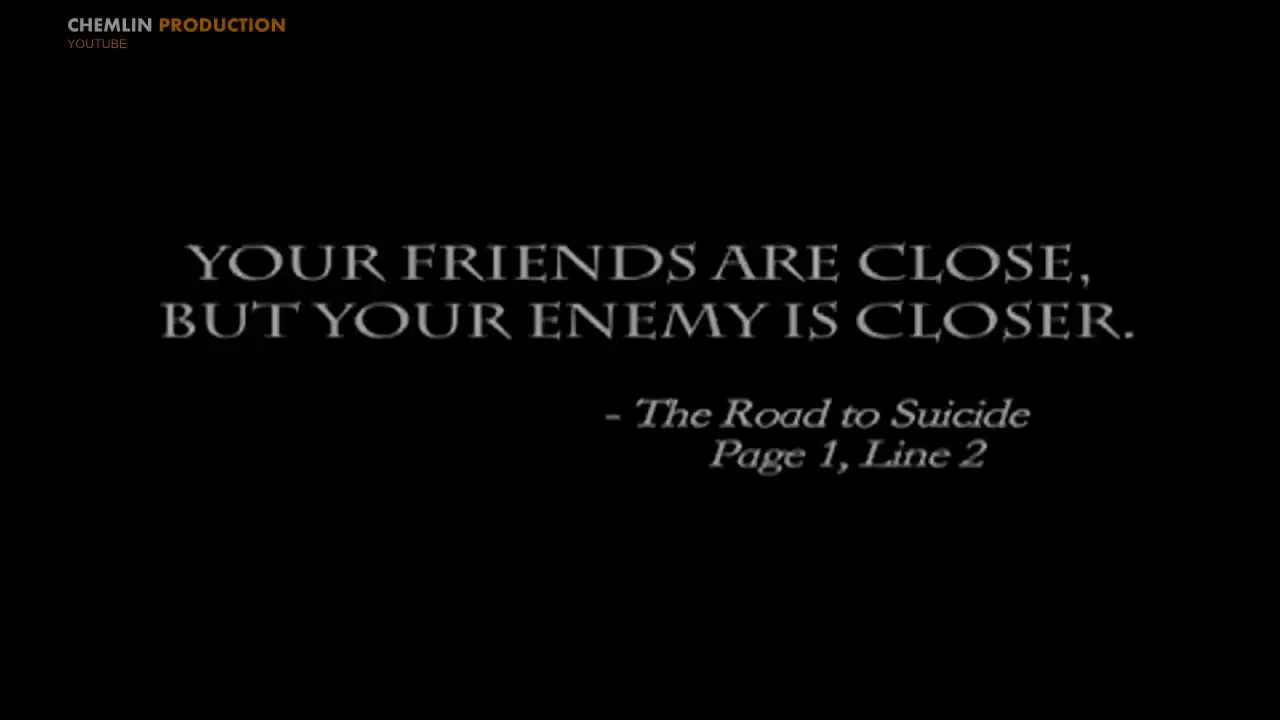 CHEMLIN PRODUCTION
YOUTUBE
YOUR FRIENDS ARE CLOSE,
BUT YOUR ENEMY IS CLOSER.
- The Road to Suicide
Page 1, Line 2